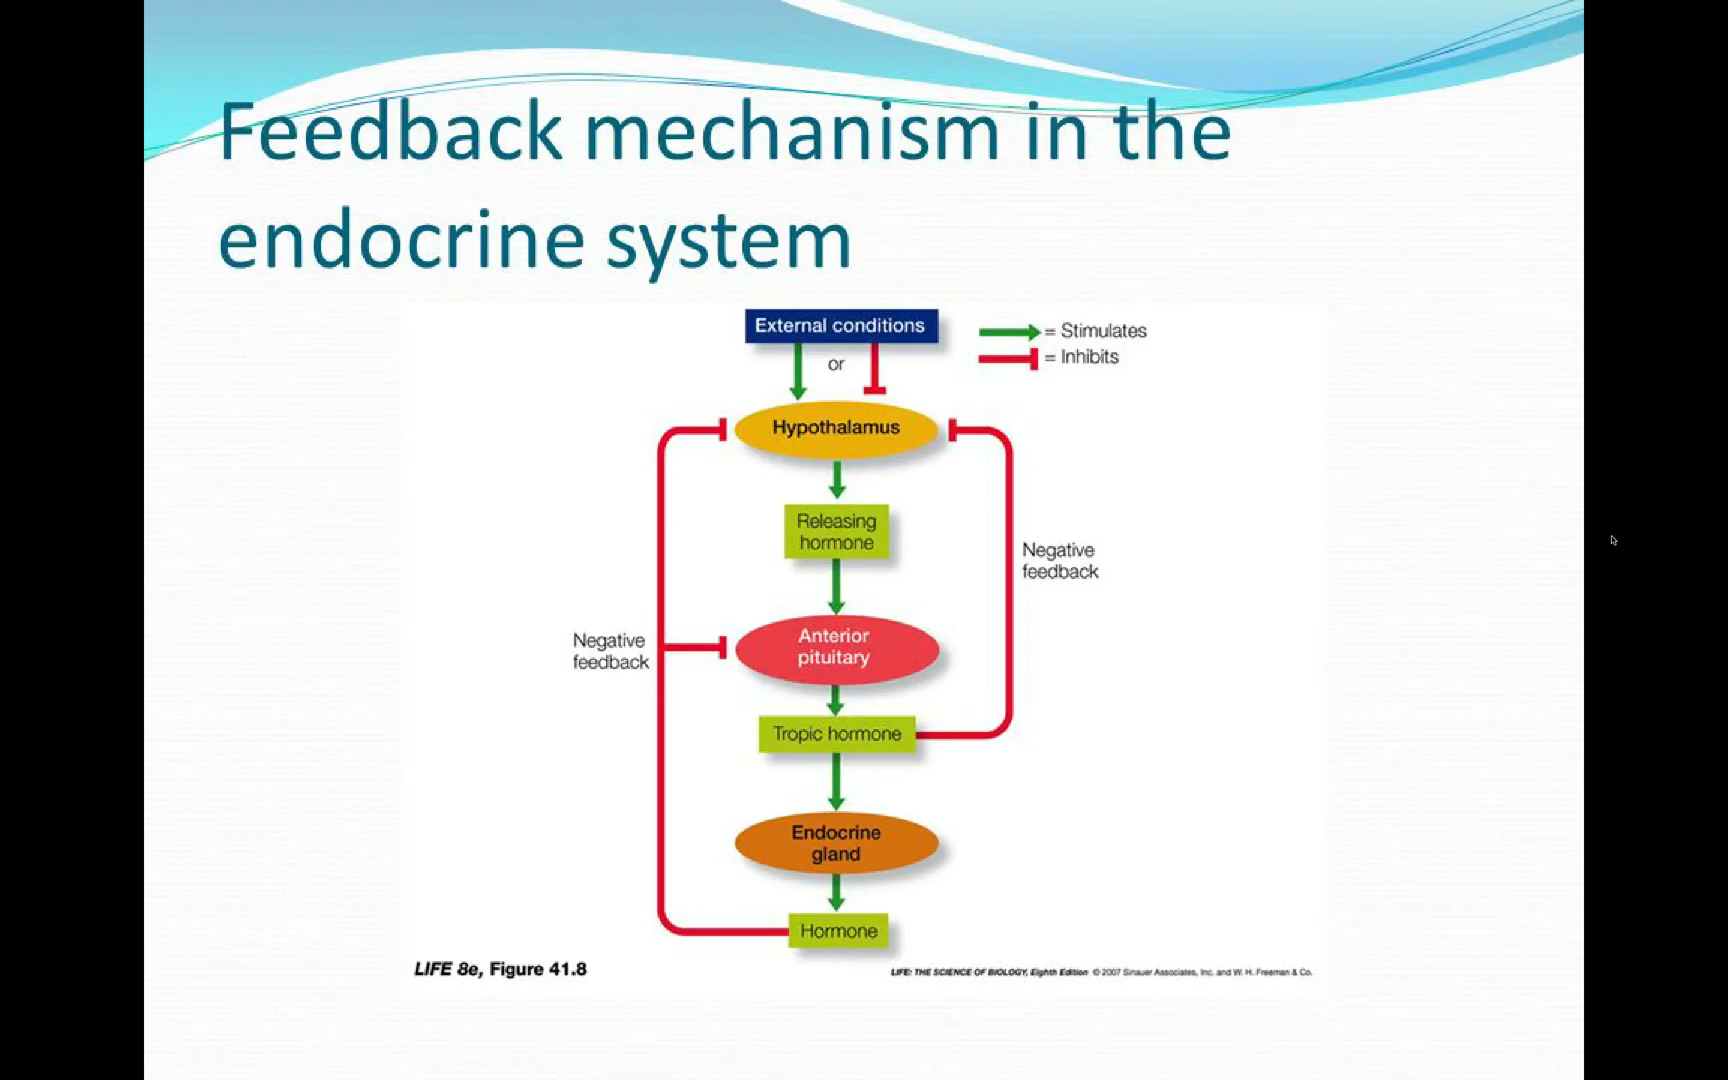 Feedback mechanism in the
endocrine system
External conditions
or
= Stimulates
= Inhibits
Hypothalamus
Releasing
hormone
Negative
feedback
Negative
feedback
Anterior
pituitary
Tropic hormone
Endocrine
gland
Hormone
LIFE 8e, Figure 41.8
LIFE: THE SCIENCE OF BIOLOGY, Eighth Edition © 2007 Sinauer Associates, Inc. and W. H. Freeman & Co.